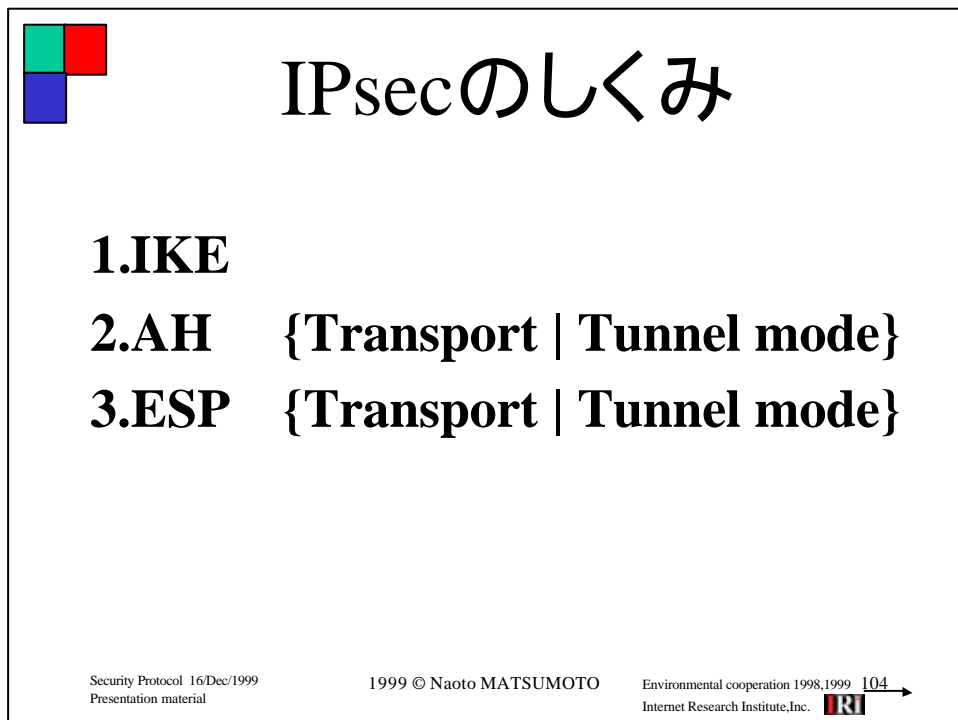 IPsecのしくみ
1.IKE
2.AH {Transport | Tunnel mode}
3.ESP {Transport | Tunnel mode}
Security Protocol 16/Dec/1999
Presentation material
1999 © Naoto MATSUMOTO
Environmental cooperation 1998,1999 104
Internet Research Institute,Inc. IRI